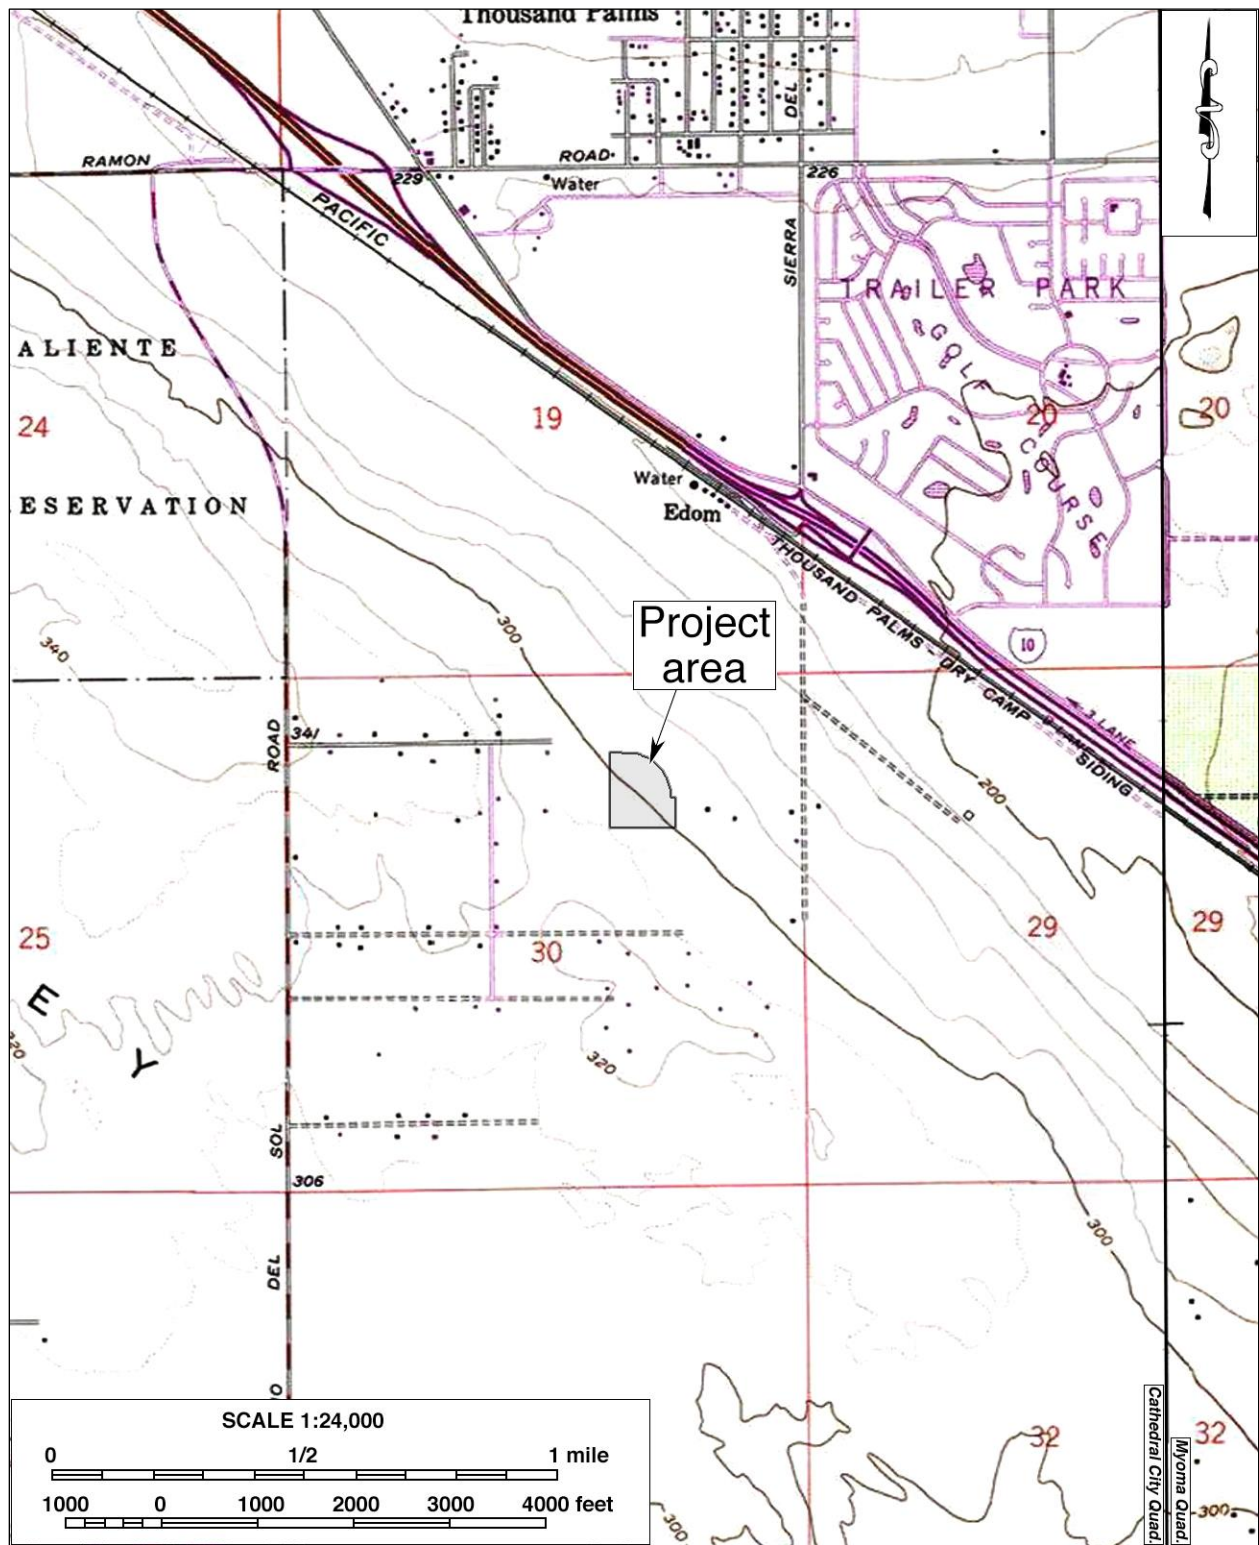 Thousand Palms
DEL
RAMON
ROAD
229
Water
226
PACIFIC
SIERRA
TRAILER PARK
ALIENTE
GOLF
24
19
20
20
COURSE
Water
ESERVATION
Edom
THOUSAND PALMS - DRY CAMP
SIDING
10
300
Project
area
340
3 LANE
ROAD
341
200
25
30
29
29
E
Y
320
320
SOL
306
300
DEL
32
32
SCALE 1:24,000
0 1/2 1 mile
1000 0 1000 2000 3000 4000 feet
Cathedral City Quad.
Myoma Quad.
300
300